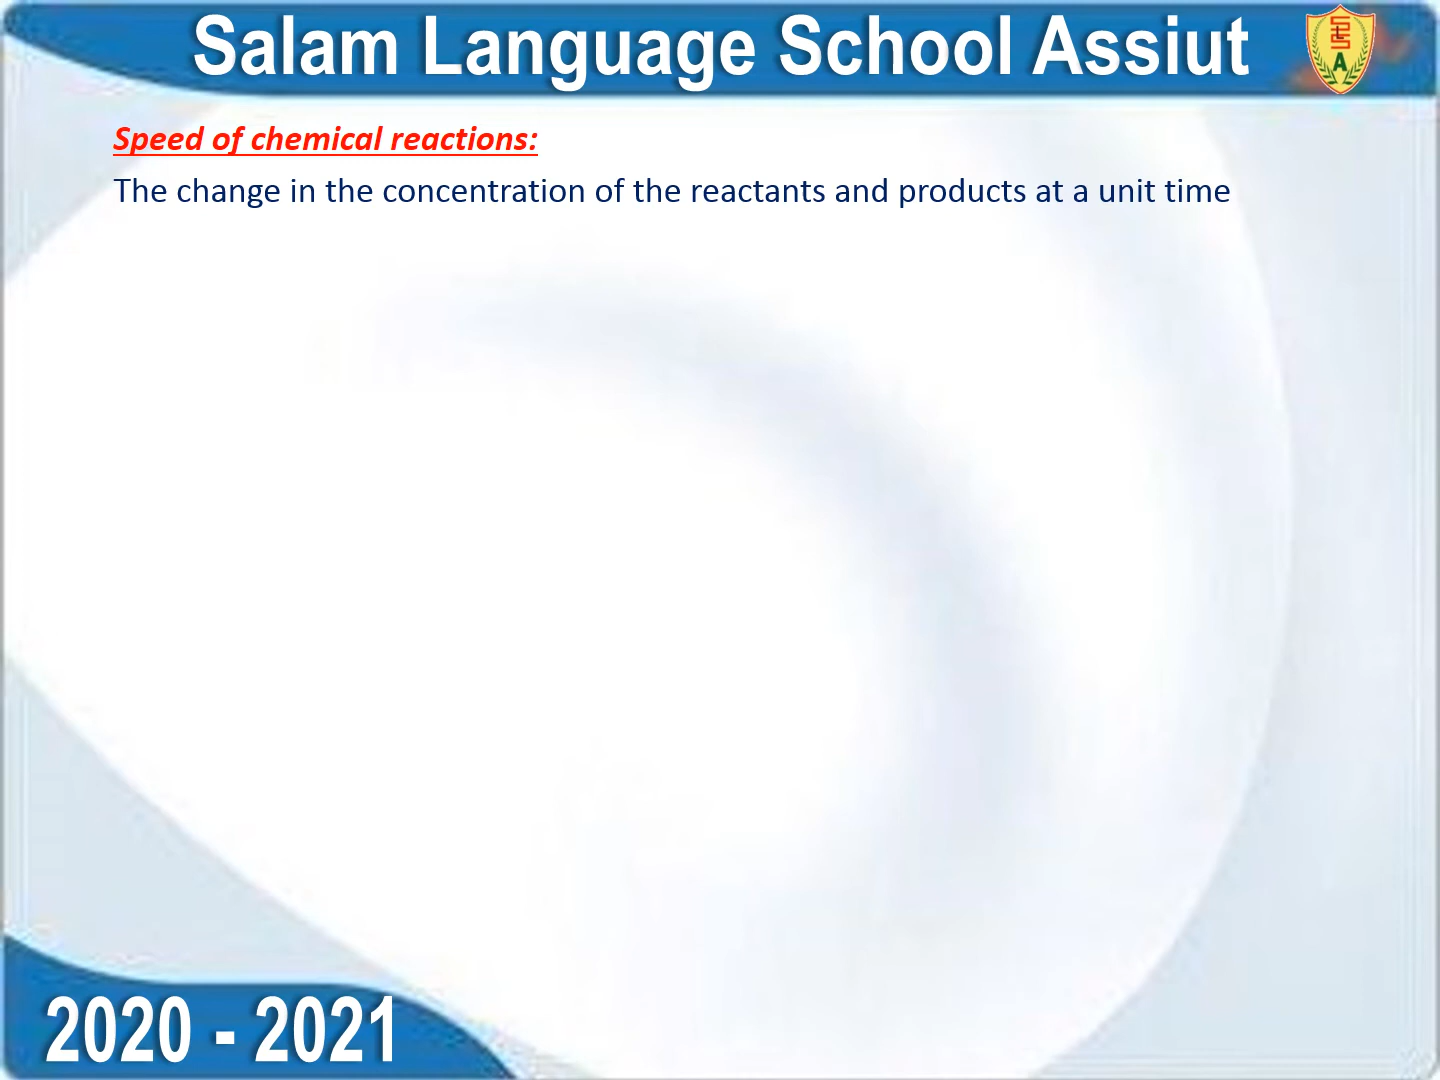 Salam Language School Assiut
Speed of chemical reactions:
The change in the concentration of the reactants and products at a unit time
2020 - 2021